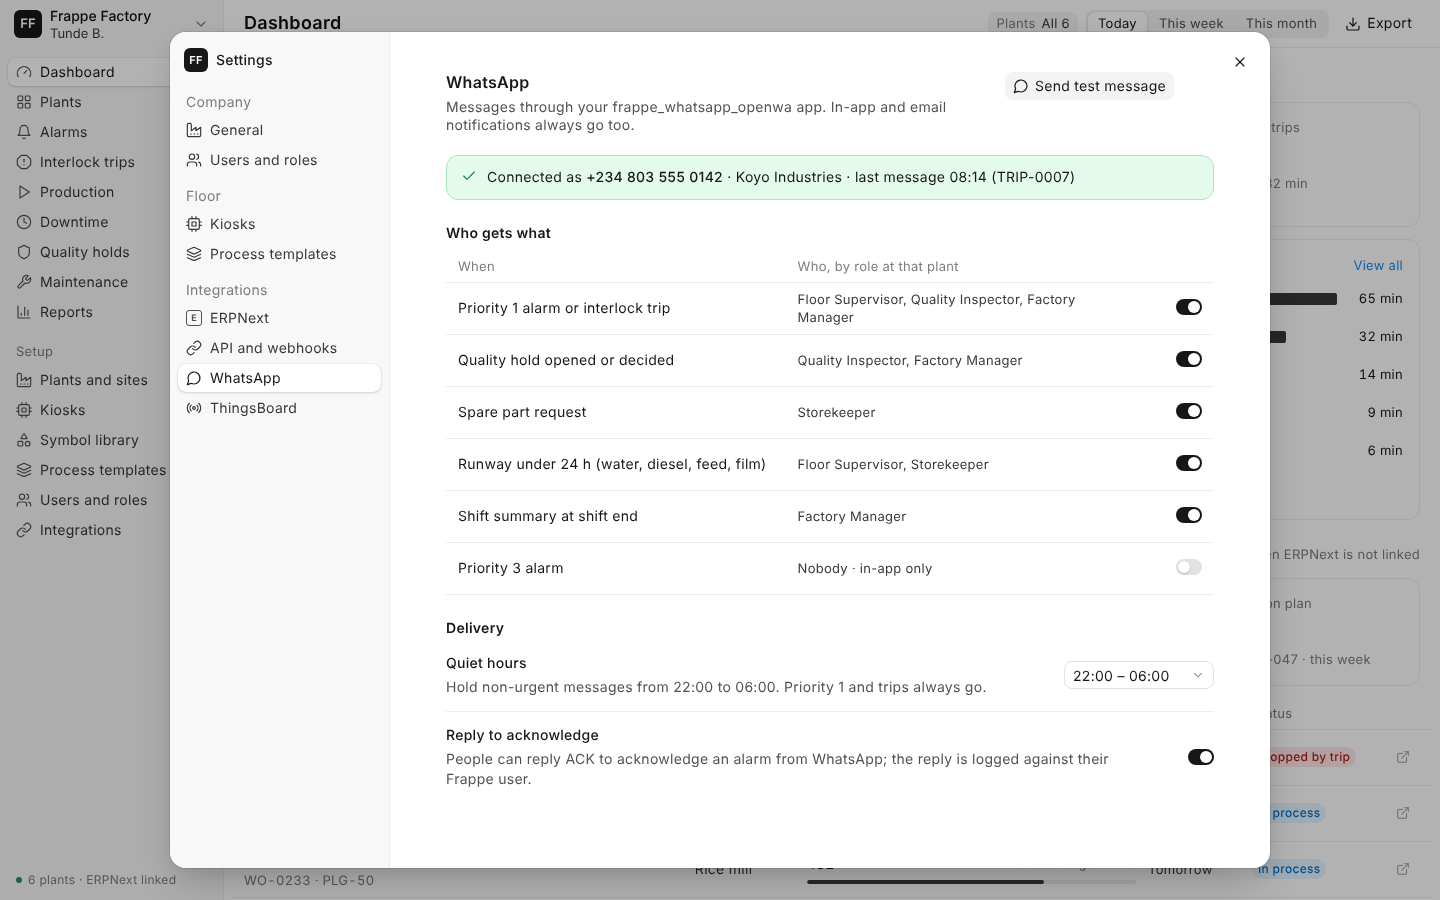 FF
Frappe Factory
Tunde B.
Dashboard
Plants All 6
Today
This week
This month
Export
Dashboard
Plants
Alarms
Interlock trips
Production
Downtime
Quality holds
Maintenance
Reports
Setup
Plants and sites
Kiosks
Symbol library
Process templates
Users and roles
Integrations
6 plants · ERPNext linked
FF
Settings
Company
General
Users and roles
Floor
Kiosks
Process templates
Integrations
E
ERPNext
API and webhooks
WhatsApp
ThingsBoard
WhatsApp
Messages through your frappe_whatsapp_openwa app. In-app and email
notifications always go too.
Send test message
Connected as +234 803 555 0142 · Koyo Industries · last message 08:14 (TRIP-0007)
Who gets what
When
Who, by role at that plant
Priority 1 alarm or interlock trip
Floor Supervisor, Quality Inspector, Factory
Manager
Quality hold opened or decided
Quality Inspector, Factory Manager
Spare part request
Storekeeper
Runway under 24 h (water, diesel, feed, film)
Floor Supervisor, Storekeeper
Shift summary at shift end
Factory Manager
Priority 3 alarm
Nobody · in-app only
Delivery
Quiet hours
Hold non-urgent messages from 22:00 to 06:00. Priority 1 and trips always go.
22:00 – 06:00
Reply to acknowledge
People can reply ACK to acknowledge an alarm from WhatsApp; the reply is logged against their
Frappe user.
trips
min
View all
65 min
32 min
14 min
9 min
6 min
ERPNext is not linked
plan
-047 · this week
by trip
process
WO-0233 · PLG-50
Rice mill
Tomorrow
In process